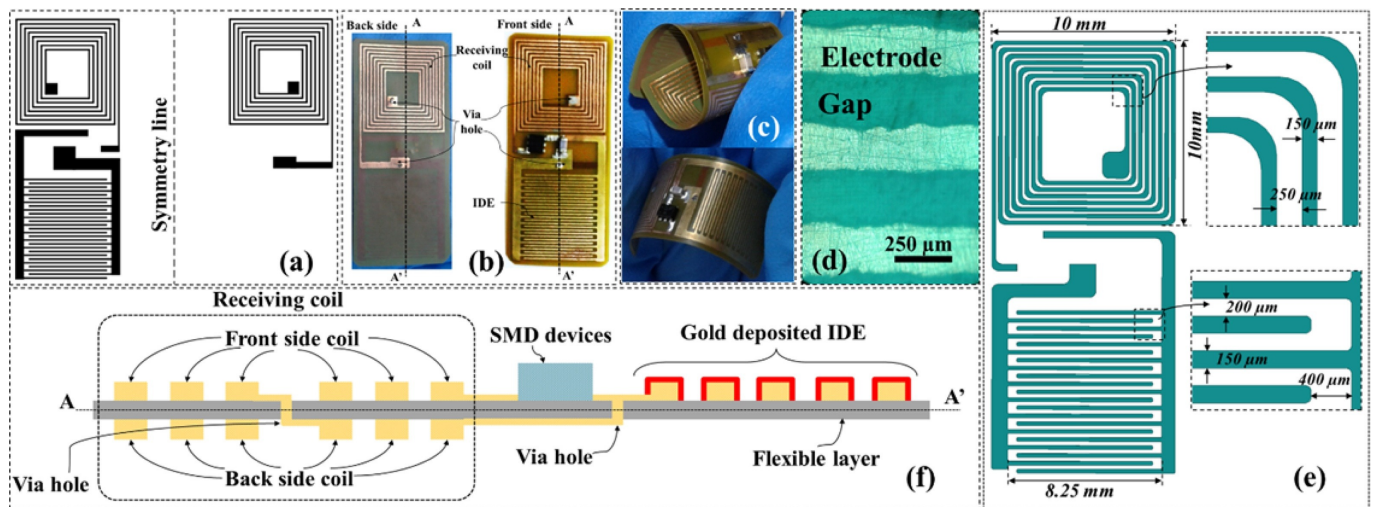 Symmetry line
(a)
Back side
A
Front side
A
Receiving
coil
Via
hole
IDE
A'
(b)
A'
(c)
Electrode
Gap
250 µm
(d)
10 mm
10mm
150 µm
250 µm
200 µm
150 µm
400 µm
8.25 mm
(e)
Receiving coil
Front side coil
SMD devices
Gold deposited IDE
A
A'
Via hole
Back side coil
Via hole
Flexible layer
(f)